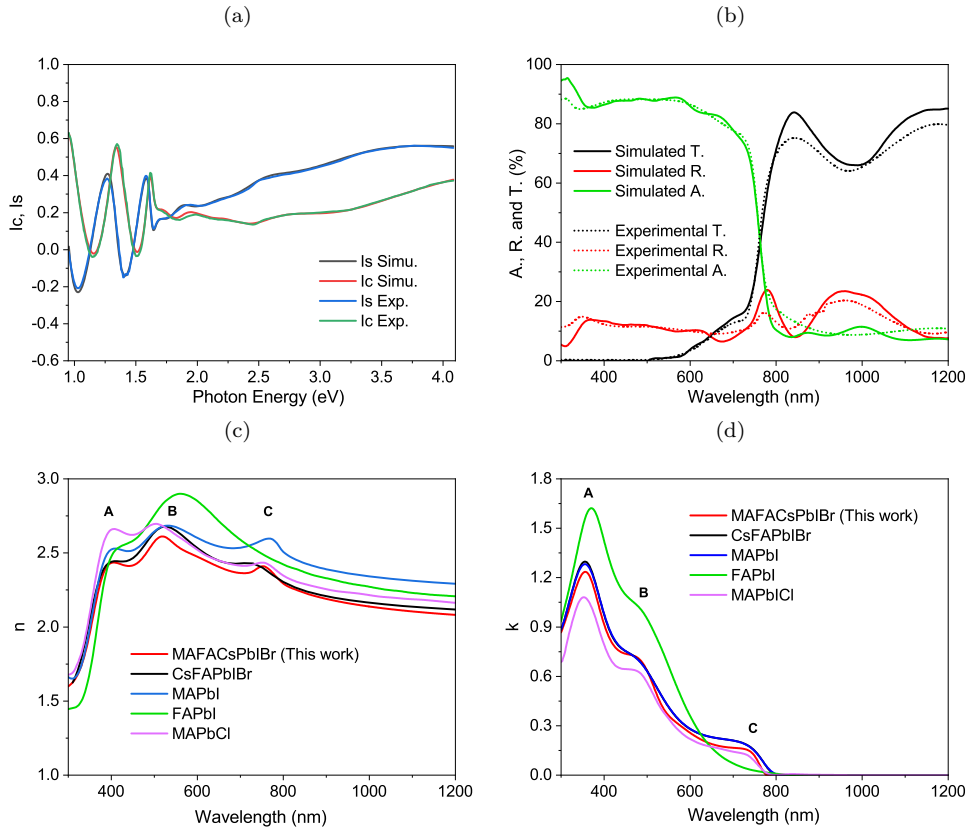 (a)
1.0
0.8
0.6
0.4
0.2
0.0
-0.2
-0.4
-0.6
Ic, Is
Is Simu.
Ic Simu.
Is Exp.
Ic Exp.
1.0 1.5 2.0 2.5 3.0 3.5 4.0
Photon Energy (eV)
(b)
100
80
60
40
20
0
A., R. and T. (%)
Simulated T.
Simulated R.
Simulated A.
Experimental T.
Experimental R.
Experimental A.
400 600 800 1000 1200
Wavelength (nm)
(c)
3.0
2.5
2.0
1.5
1.0
n
A B C
MAFACsPbIBr (This work)
CsFAPbIBr
MAPbI
FAPbI
MAPbCl
400 600 800 1000 1200
Wavelength (nm)
(d)
1.8
1.5
1.2
0.9
0.6
0.3
0.0
k
A
B
C
MAFACsPbIBr (This work)
CsFAPbIBr
MAPbI
FAPbI
MAPbICl
400 600 800 1000 1200
Wavelength (nm)